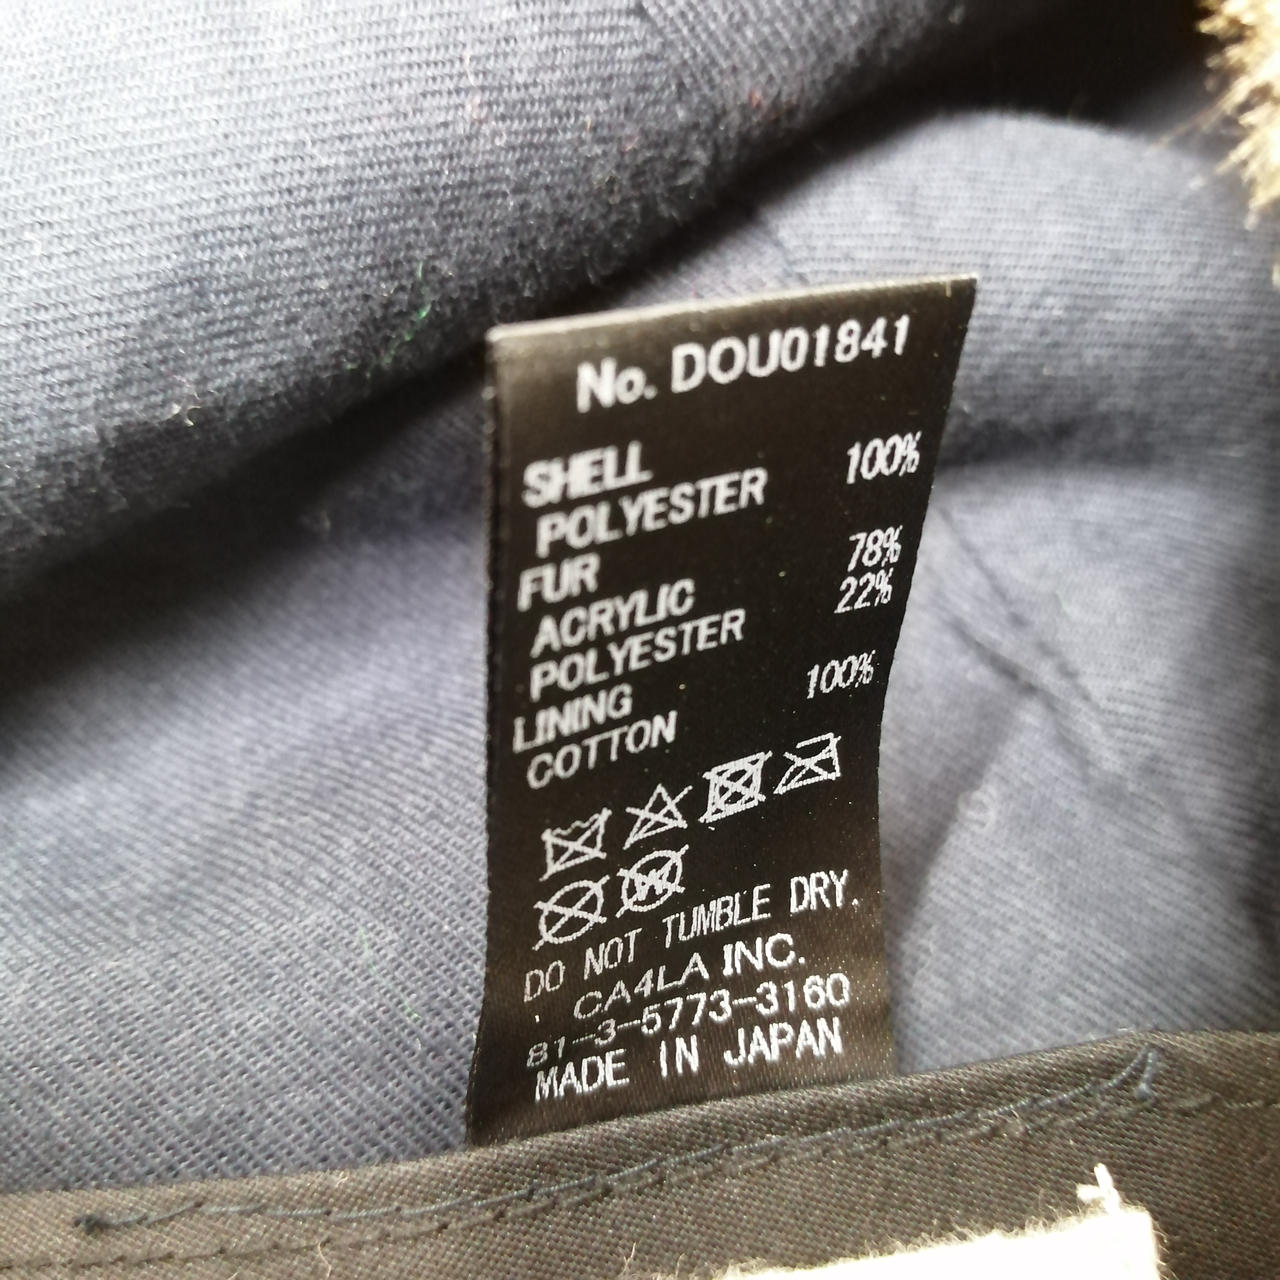 No. DOU01841
SHELL
POLYESTER 100%
FUR
ACRYLIC 78%
POLYESTER 22%
LINING
COTTON 100%
DO NOT TUMBLE DRY.
CA4LA INC.
81-3-5773-3160
MADE IN JAPAN